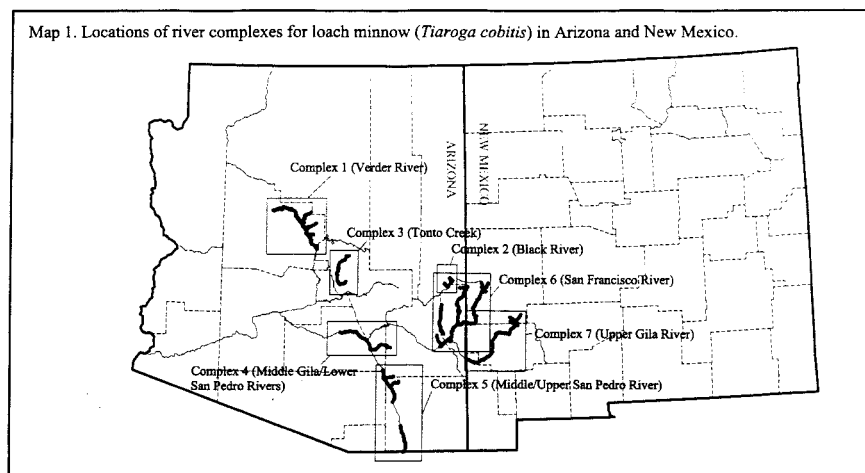 Map 1. Locations of river complexes for loach minnow (Tiaroga cobitis) in Arizona and New Mexico.
ARIZONA
NEW MEXICO
Complex 1 (Verder River)
Complex 3 (Tonto Creek)
Complex 2 (Black River)
Complex 6 (San Francisco River)
Complex 7 (Upper Gila River)
Complex 4 (Middle Gila/Lower
San Pedro Rivers)
Complex 5 (Middle/Upper San Pedro River)